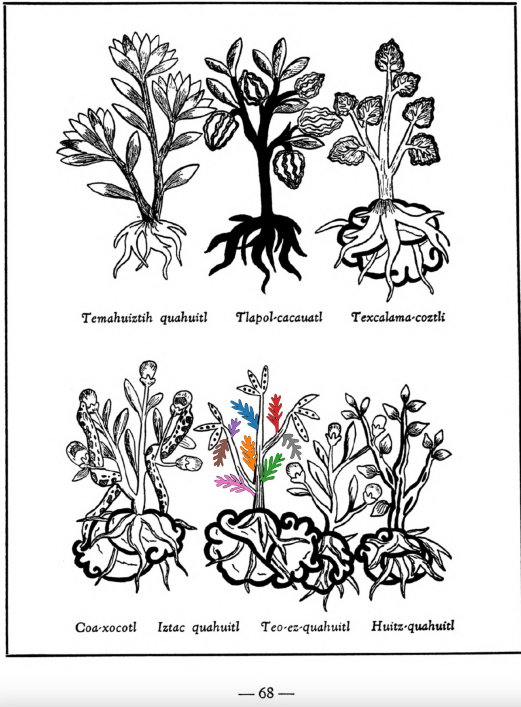 Temahuiztih quahuitl Tlapol-cacauatl Texcalama-coztli
Coa-xocotl Iztac quahuitl Teo-ez-quahuitl Huitz-quahuitl
— 68 —